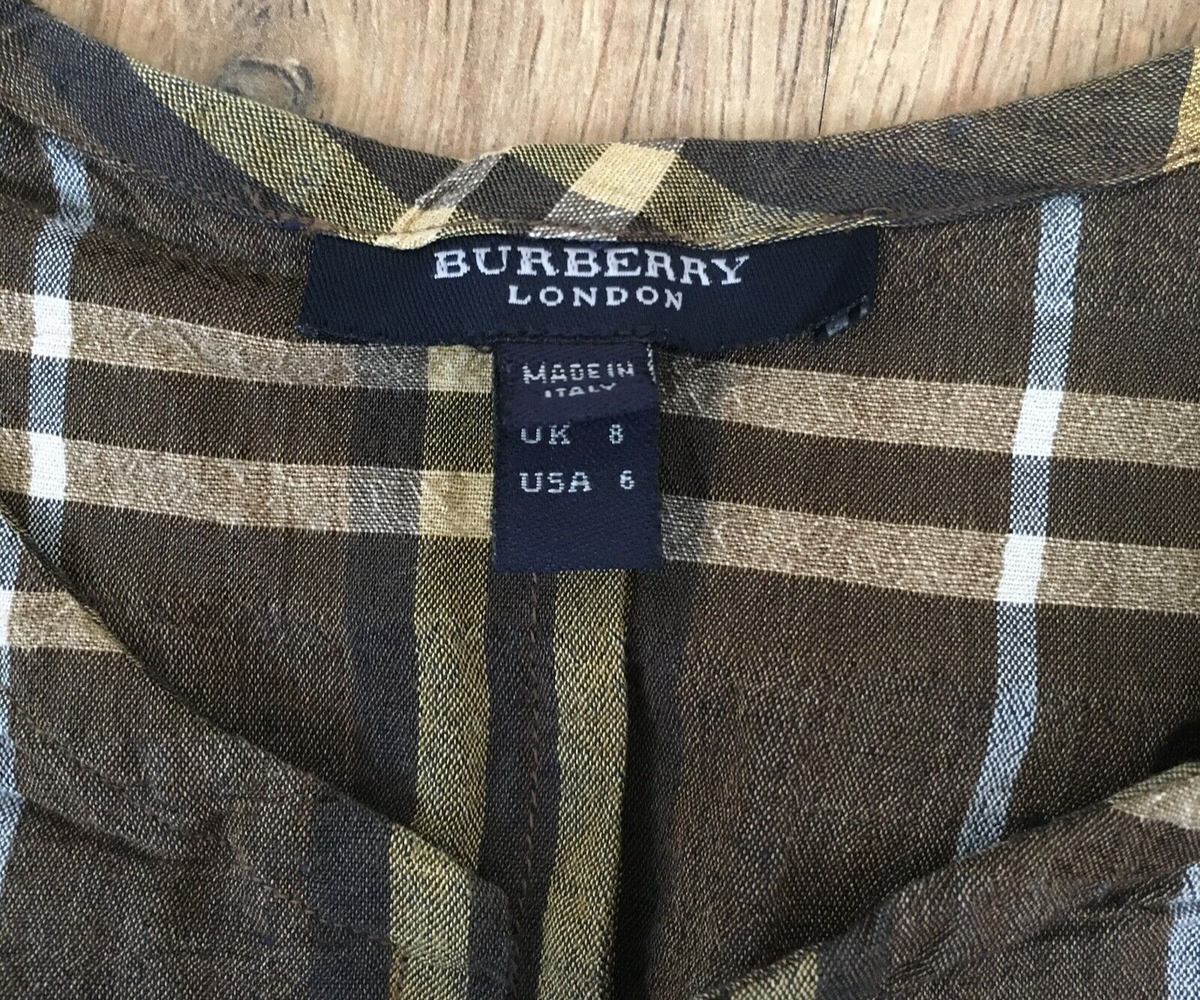 BURBERRY
LONDON
MADE IN
ITALY
UK 8
USA 6